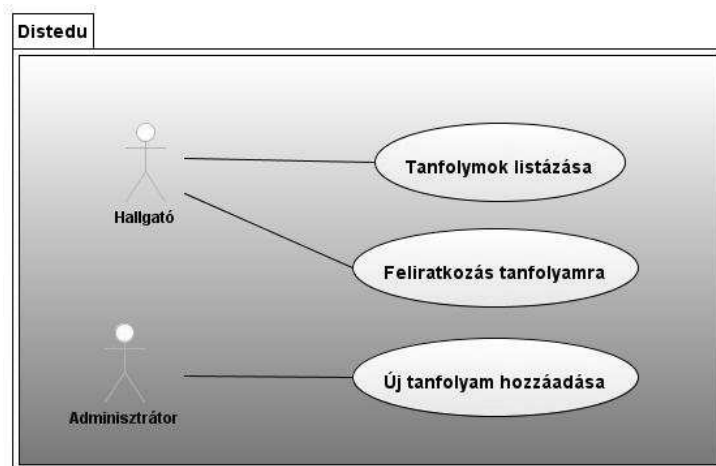 Distedu
Tanfolymok listázása
Hallgató
Feliratkozás tanfolyamra
Új tanfolyam hozzáadása
Adminisztrátor